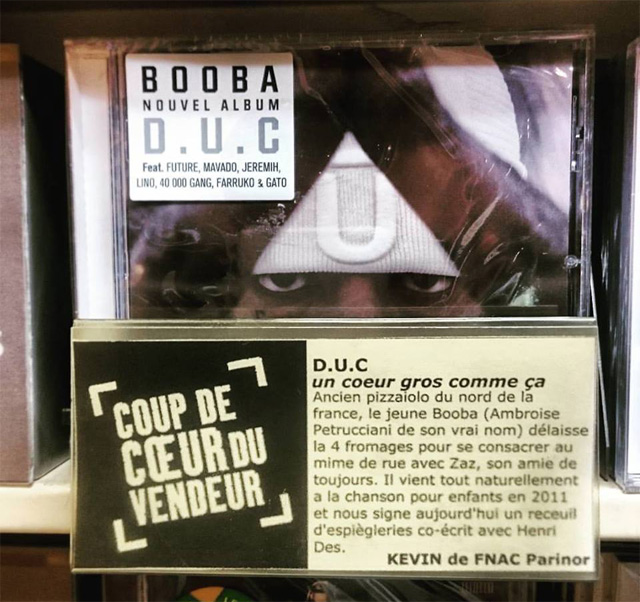 BOOBA
NOUVEL ALBUM
D.U.C
Feat. FUTURE, MAVADO, JEREMIH,
LINO, 40 000 GANG, FARRUKO & GATO
U
COUP DE
CŒUR DU
VENDEUR
D.U.C
un coeur gros comme ça
Ancien pizzaiolo du nord de la
france, le jeune Booba (Ambroise
Petrucciani de son vrai nom) délaisse
la 4 fromages pour se consacrer au
mime de rue avec Zaz, son amie de
toujours. Il vient tout naturellement
a la chanson pour enfants en 2011
et nous signe aujourd'hui un receuil
d'espiègleries co-écrit avec Henri
Des.
KEVIN de FNAC Parinor